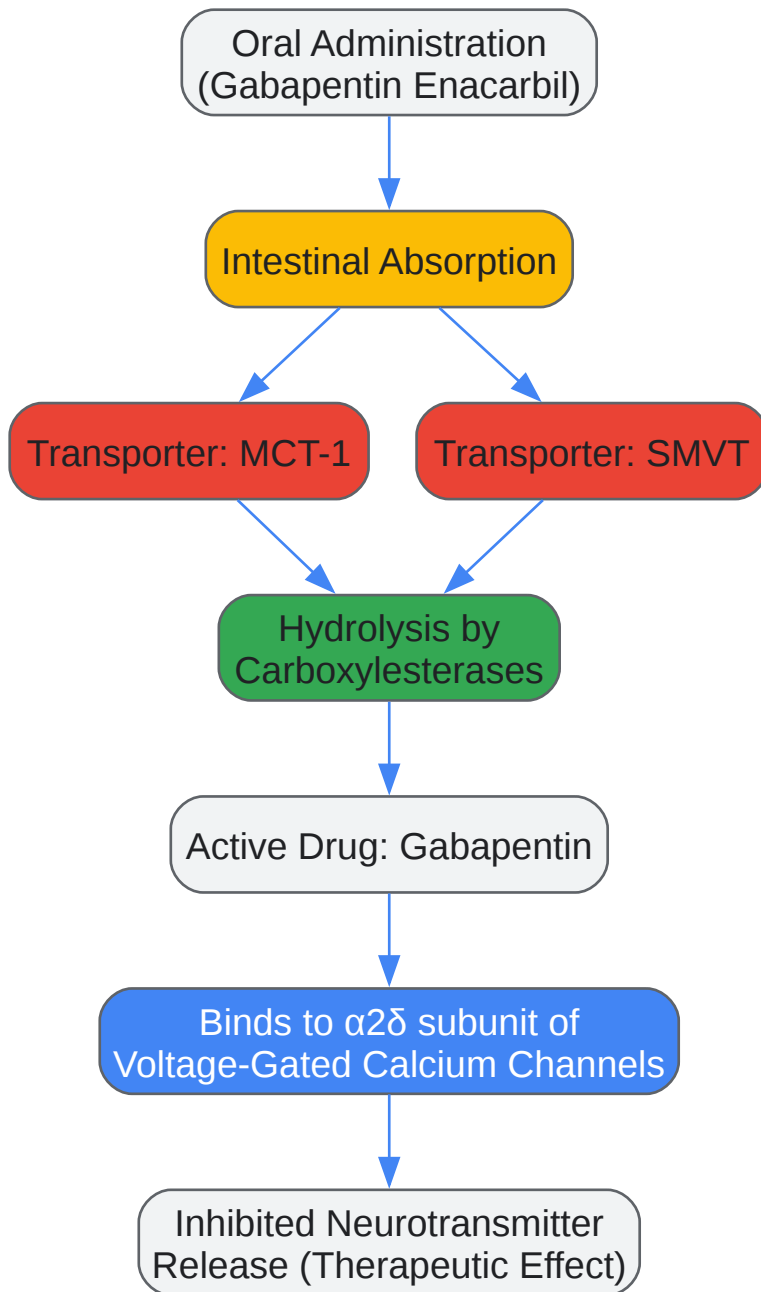 Oral Administration
(Gabapentin Enacarbil)
Intestinal Absorption
Transporter: MCT-1
Transporter: SMVT
Hydrolysis by
Carboxylesterases
Active Drug: Gabapentin
Binds to α2δ subunit of
Voltage-Gated Calcium Channels
Inhibited Neurotransmitter
Release (Therapeutic Effect)